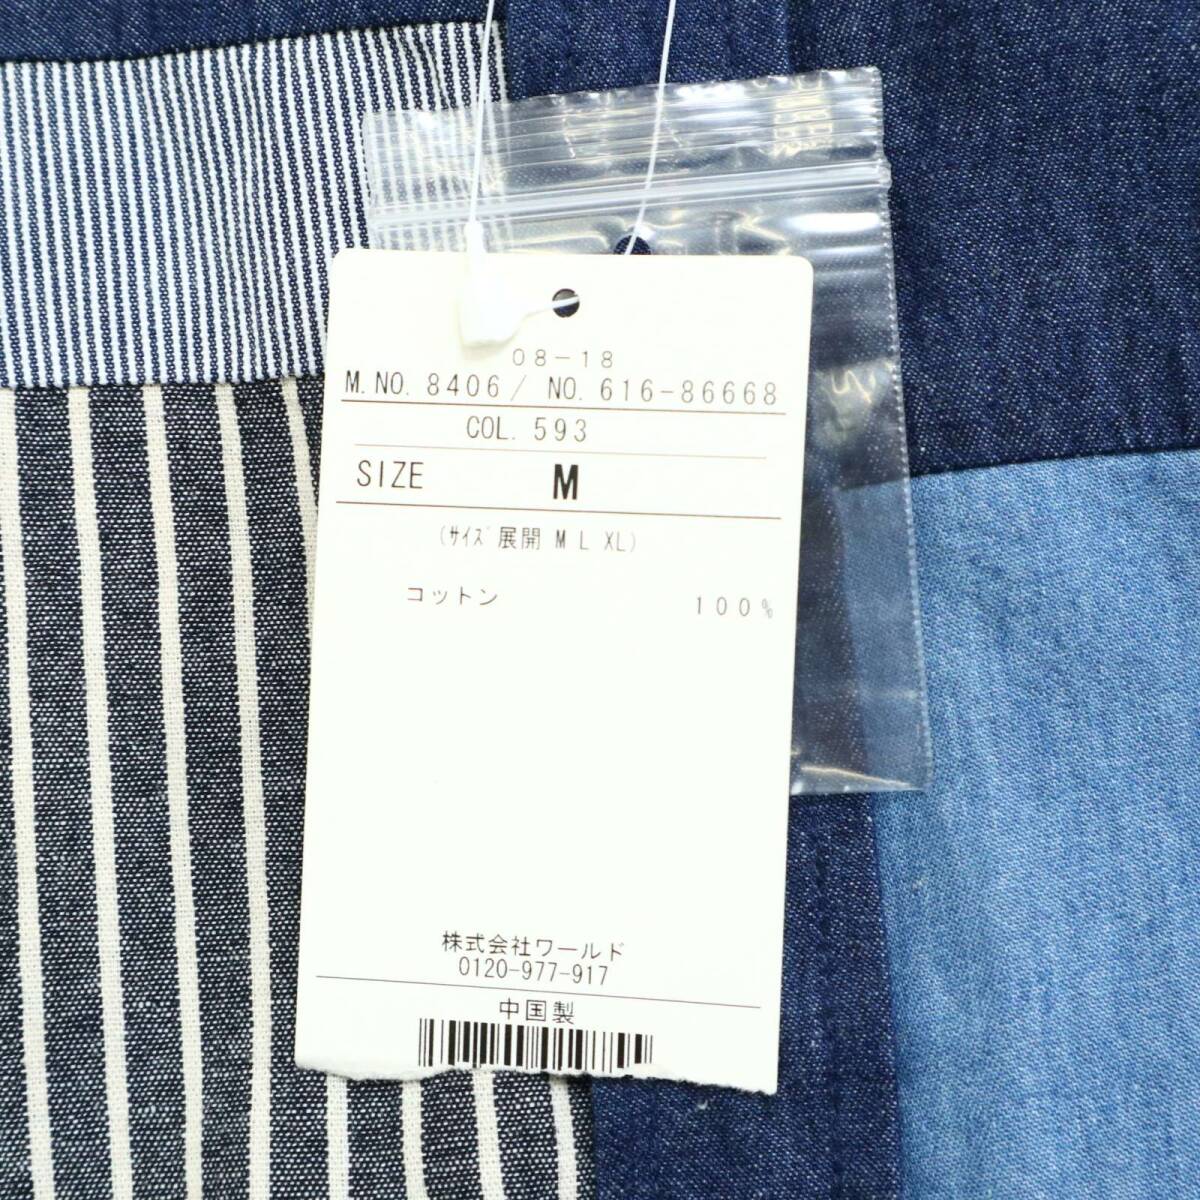 08-18
M.NO. 8406/ NO. 616-86668
COL. 593
SIZE M
(ｻｲｽﾞ展開 M L XL)
コットン 100%
株式会社ワールド
0120-977-917
中国製